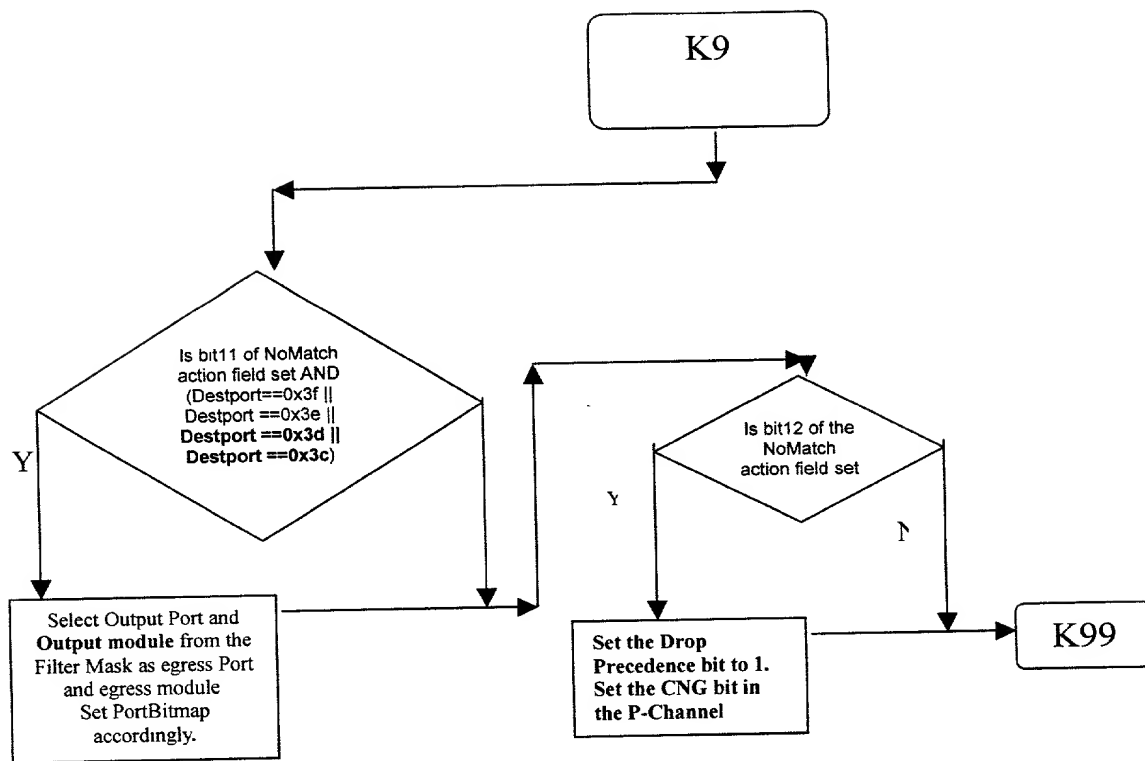 K9
Is bit11 of NoMatch
action field set AND
(Destport==0x3f ||
Destport ==0x3e ||
Destport ==0x3d ||
Destport ==0x3c)
Y
Select Output Port and
Output module from the
Filter Mask as egress Port
and egress module
Set PortBitmap
accordingly.
Is bit12 of the
NoMatch
action field set
Y
Set the Drop
Precedence bit to 1.
Set the CNG bit in
the P-Channel
K99